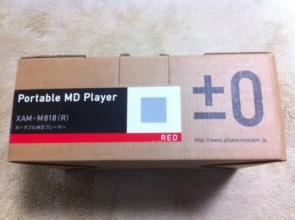 Portable MD Player
XAM-M010(R)
ポータブルMDプレーヤー
RED
±0
http://www.plusminuszero.jp